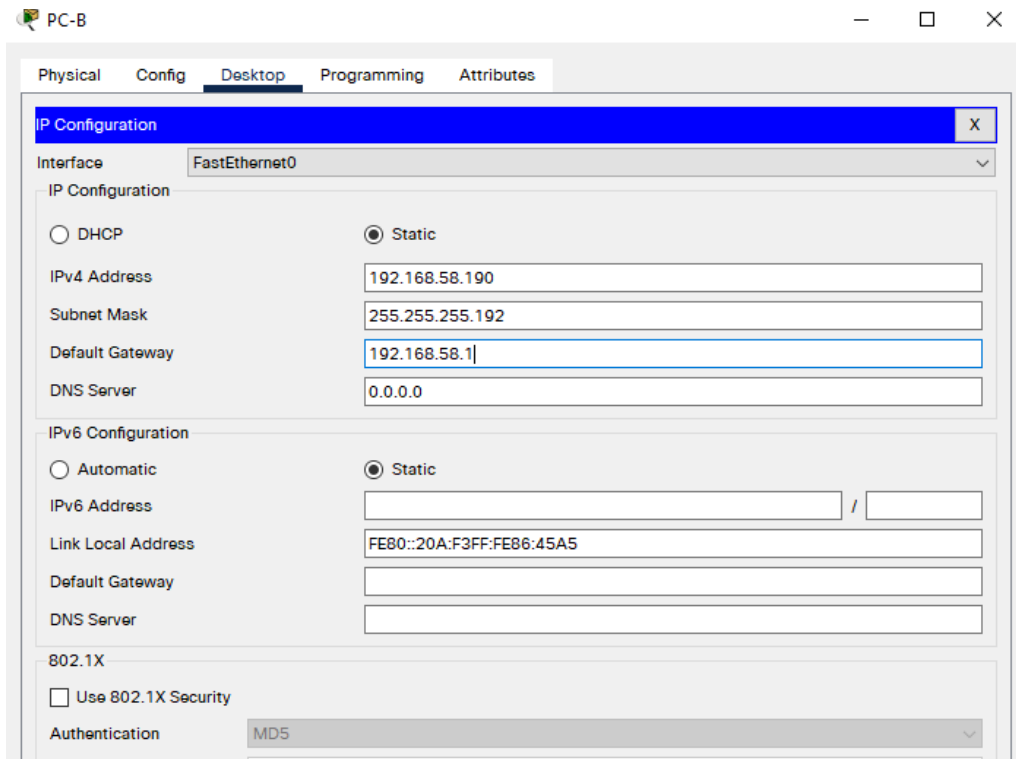 PC-B
Physical Config Desktop Programming Attributes
IP Configuration X
Interface FastEthernet0
IP Configuration
DHCP Static
IPv4 Address 192.168.58.190
Subnet Mask 255.255.255.192
Default Gateway 192.168.58.1
DNS Server 0.0.0.0
IPv6 Configuration
Automatic Static
IPv6 Address /
Link Local Address FE80::20A:F3FF:FE86:45A5
Default Gateway
DNS Server
802.1X
Use 802.1X Security
Authentication MD5